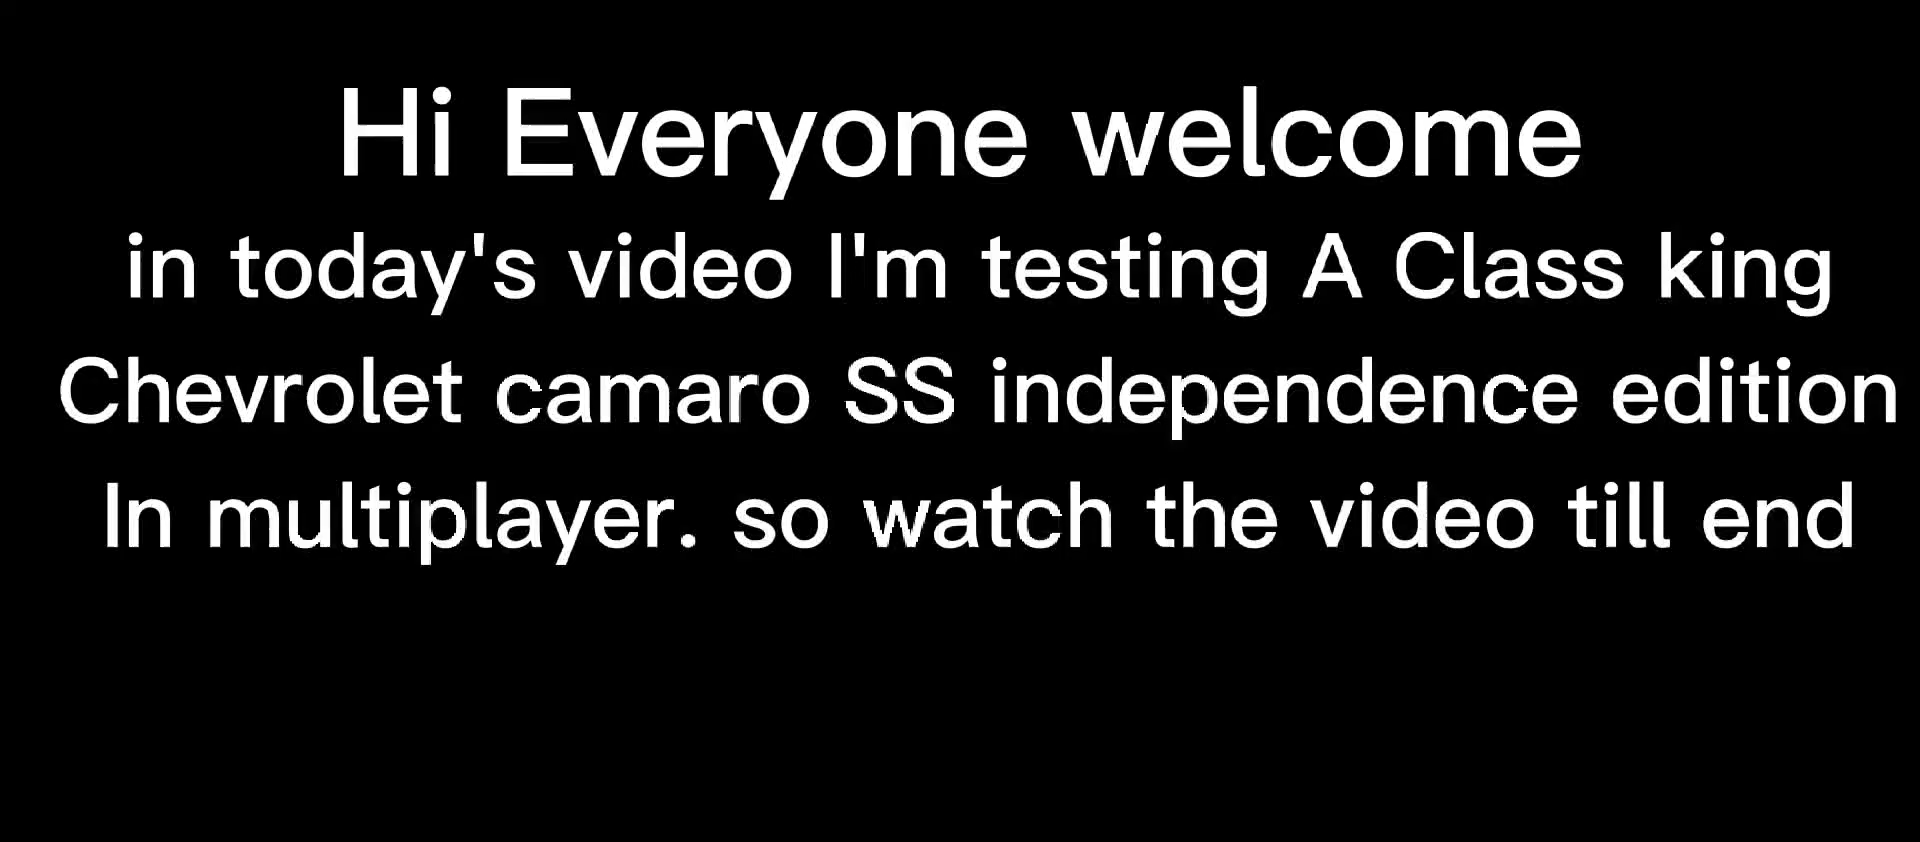 Hi Everyone welcome
in today's video I'm testing A Class king
Chevrolet camaro SS independence edition
In multiplayer. so watch the video till end